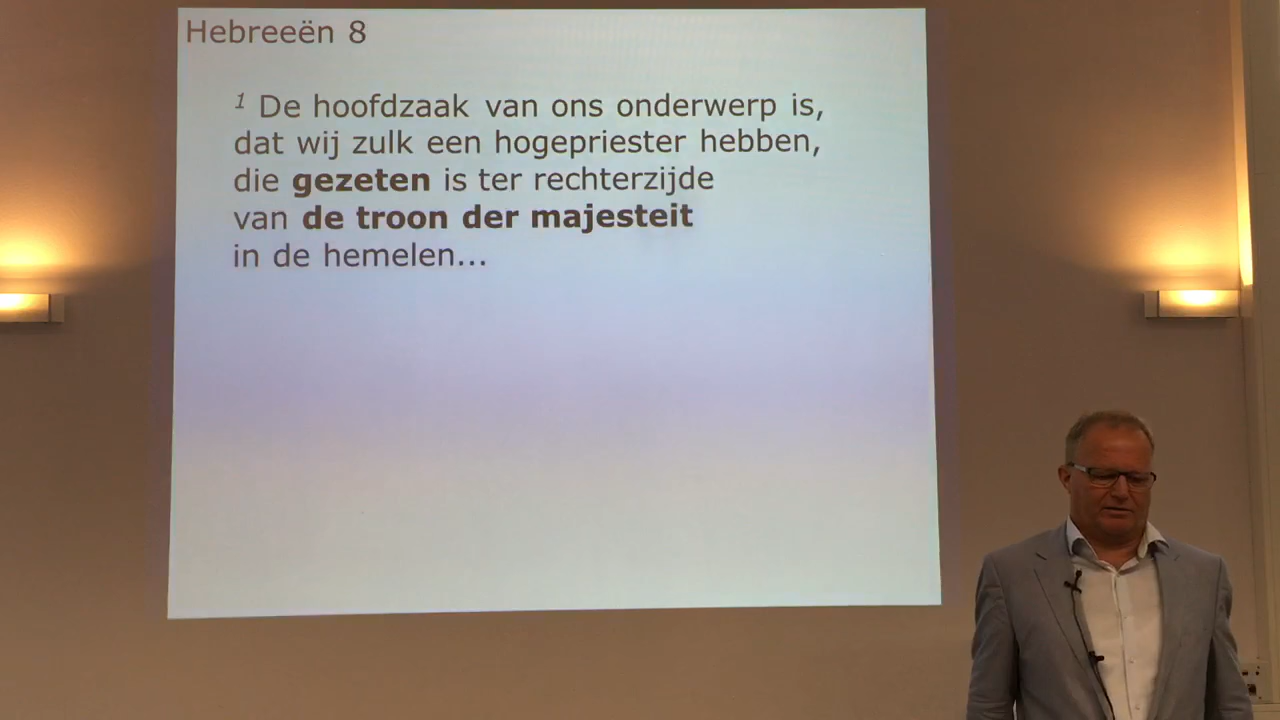 Hebreeën 8
1 De hoofdzaak van ons onderwerp is,
dat wij zulk een hogepriester hebben,
die gezeten is ter rechterzijde
van de troon der majesteit
in de hemelen...